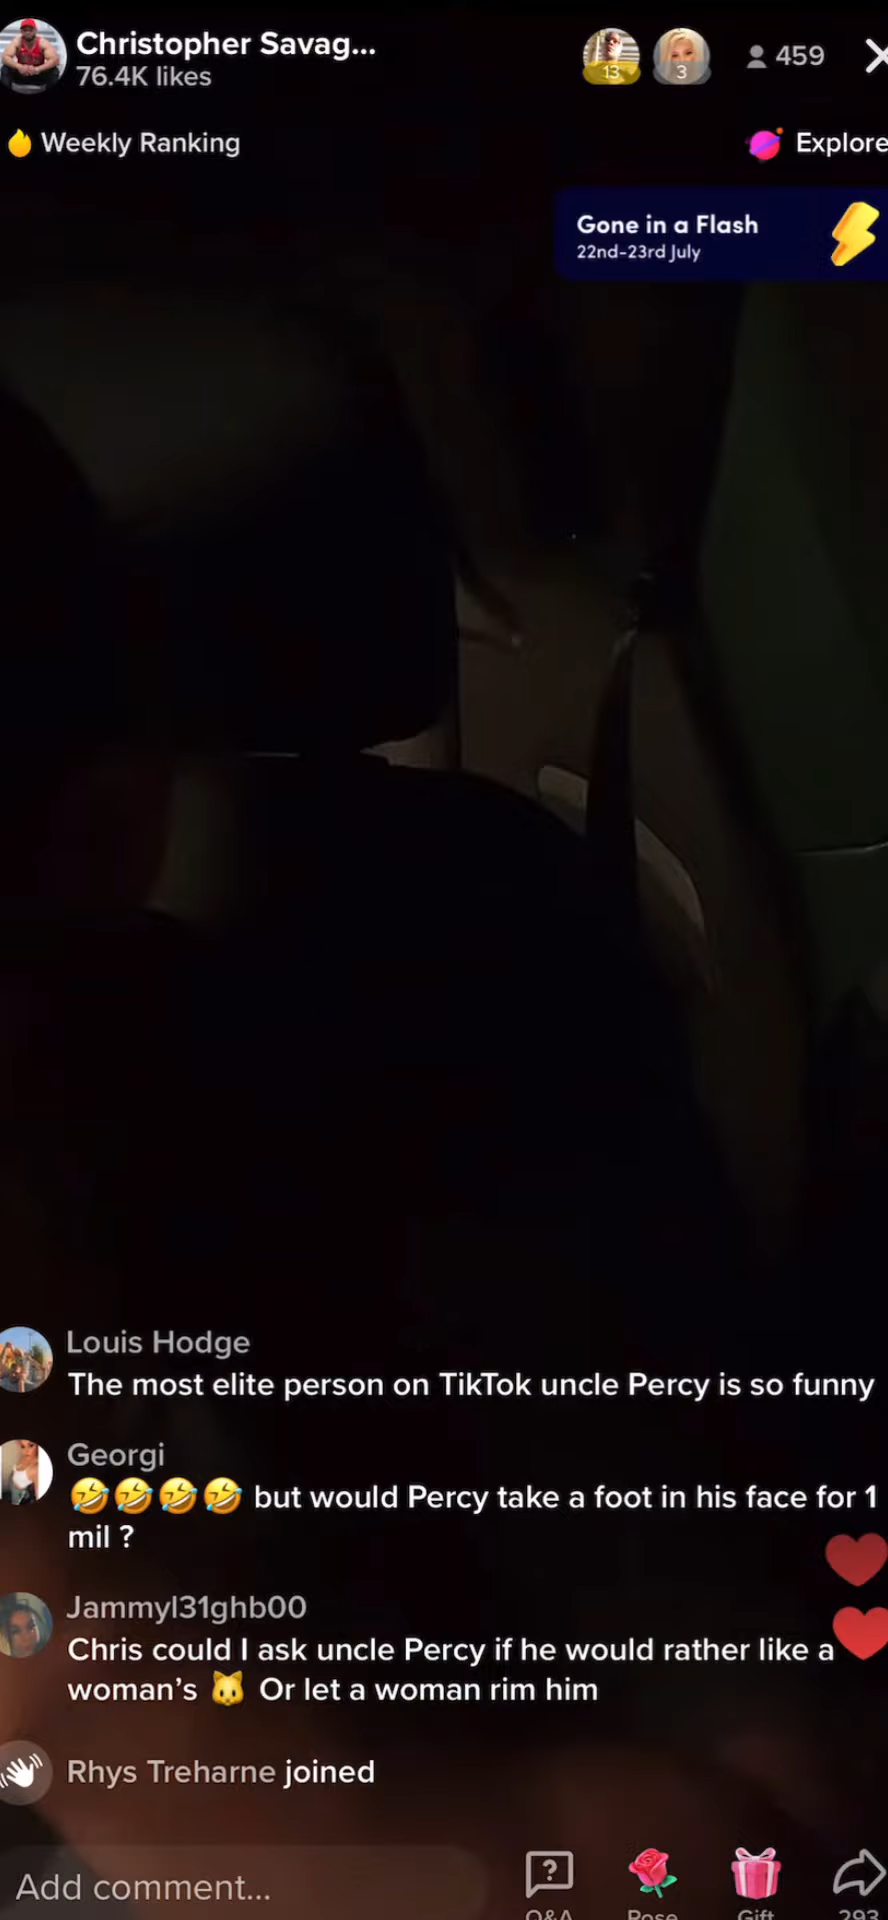 Christopher Savag...
76.4K likes
13
3
459
Weekly Ranking
Explore
Gone in a Flash
22nd-23rd July
Louis Hodge
The most elite person on TikTok uncle Percy is so funny
Georgi
🤣🤣🤣🤣 but would Percy take a foot in his face for 1
mil ?
Jammyl31ghb00
Chris could I ask uncle Percy if he would rather like a
woman's 🐱 Or let a woman rim him
Rhys Treharne joined
Add comment...
?
Q&A
Rose
Gift
293